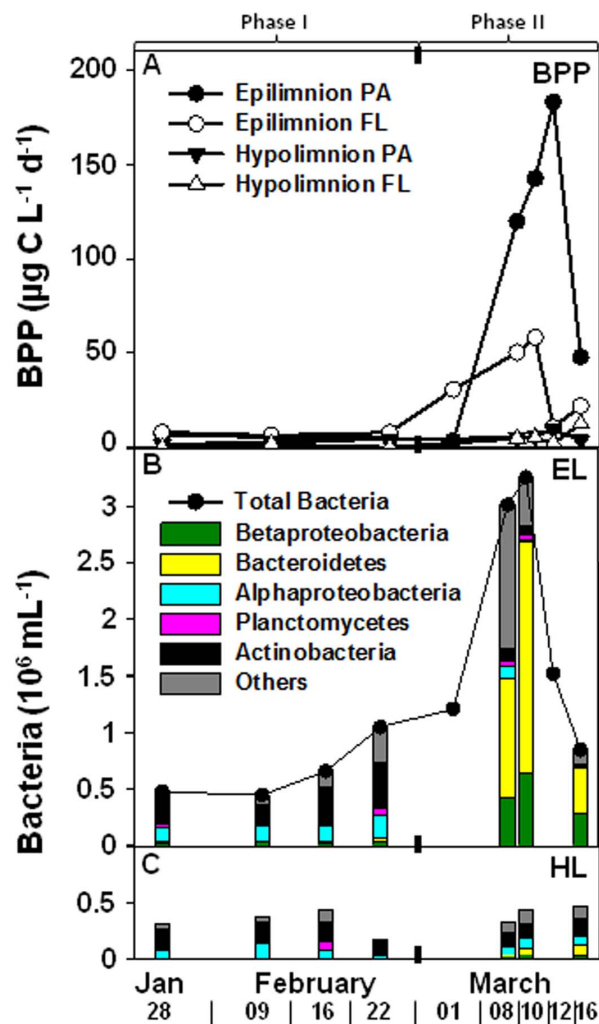 Phase I Phase II
A BPP
200
150
100
50
0
BPP (µg C L-1 d-1)
Epilimnion PA
Epilimnion FL
Hypolimnion PA
Hypolimnion FL
B EL
3
2.5
2
1.5
1
0.5
0
Bacteria (10⁶ mL-1)
Total Bacteria
Betaproteobacteria
Bacteroidetes
Alphaproteobacteria
Planctomycetes
Actinobacteria
Others
C HL
0.5
0
Jan February March
28 | 09 | 16 | 22 | 01 | 08 | 10 | 12 | 16